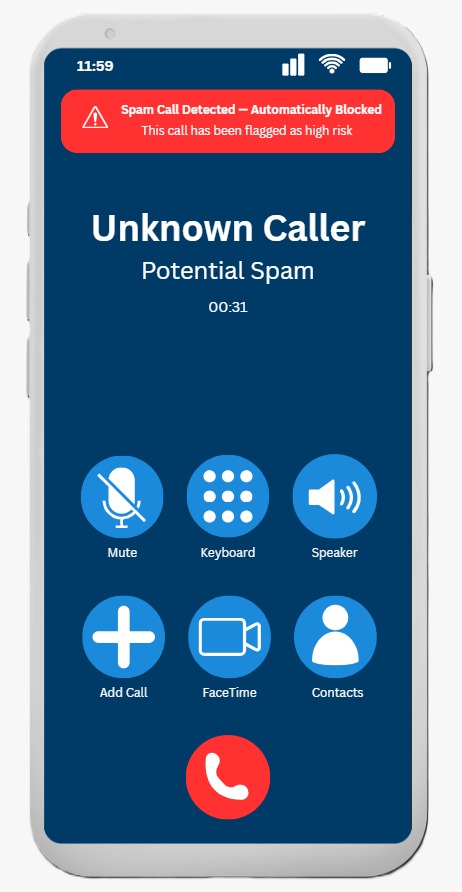 11:59
Spam Call Detected — Automatically Blocked
This call has been flagged as high risk
Unknown Caller
Potential Spam
00:31
Mute
Keyboard
Speaker
Add Call
FaceTime
Contacts